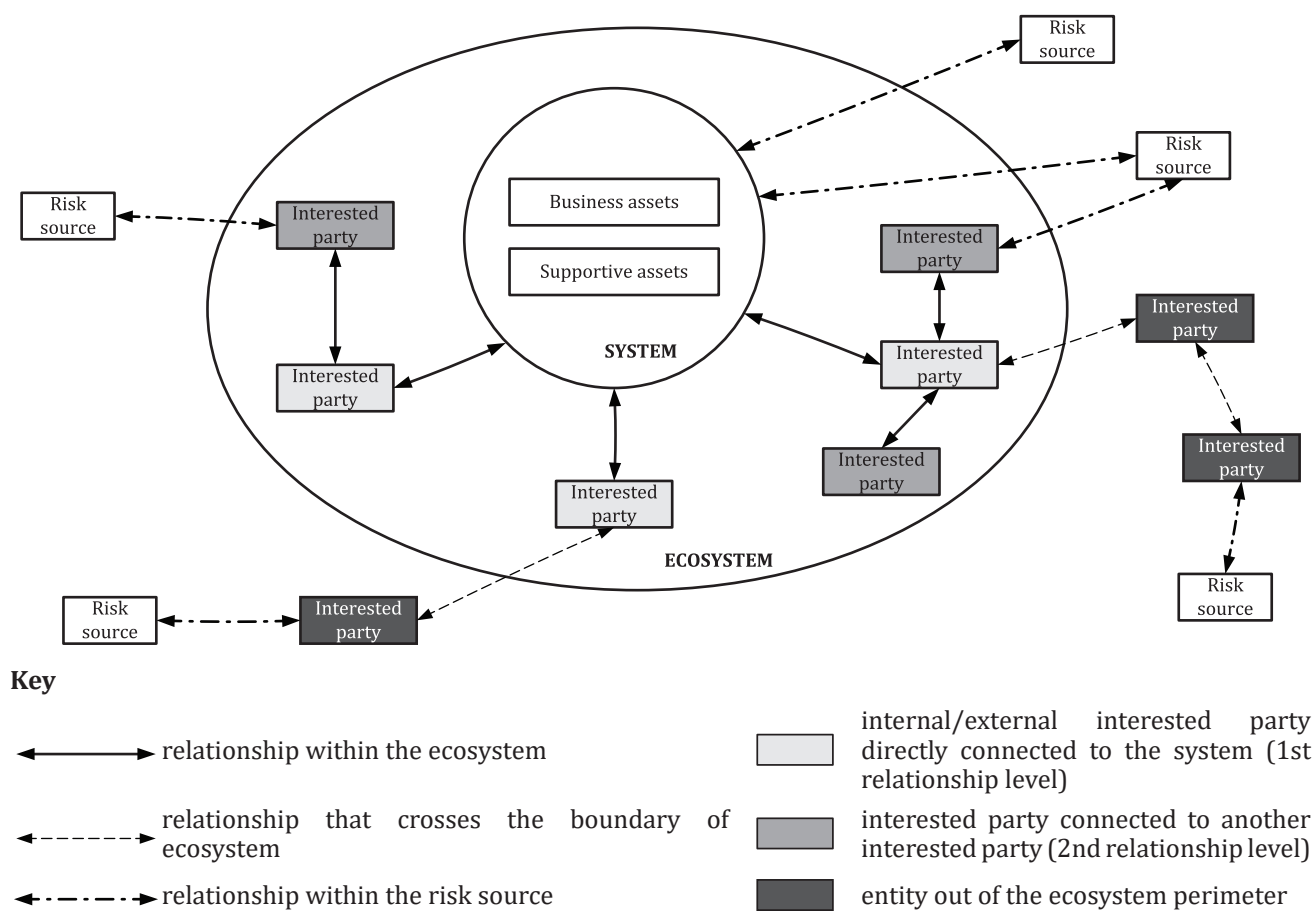 Risk
source
Risk
source
Risk
source
Interested
party
Business assets
Supportive assets
Interested
party
Interested
party
SYSTEM
Interested
party
Interested
party
Interested
party
Interested
party
Interested
party
Interested
party
ECOSYSTEM
Risk
source
Interested
party
Risk
source
Key
relationship within the ecosystem
relationship that crosses the boundary of
ecosystem
relationship within the risk source
internal/external interested party
directly connected to the system (1st
relationship level)
interested party connected to another
interested party (2nd relationship level)
entity out of the ecosystem perimeter